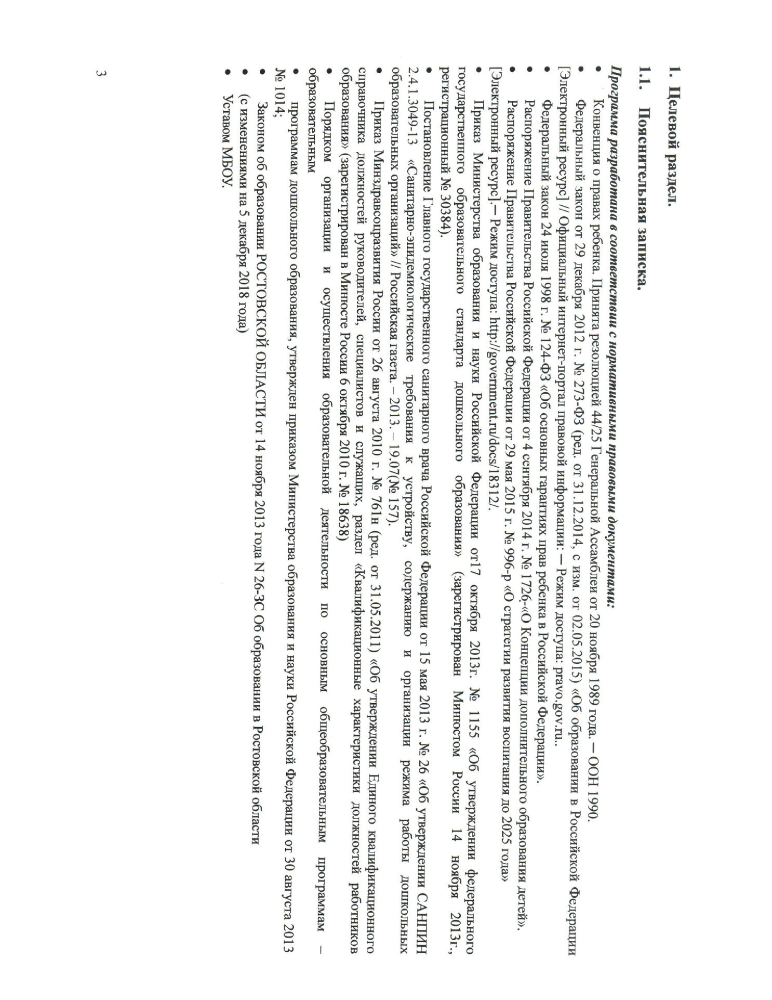 1. Целевой раздел.
1.1. Пояснительная записка.
Программа разработана в соответствии с нормативными правовыми документами:
• Конвенция о правах ребенка. Принята резолюцией 44/25 Генеральной Ассамблеи от 20 ноября 1989 года. — ООН 1990.
• Федеральный закон от 29 декабря 2012 г. № 273-ФЗ (ред. от 31.12.2014, с изм. от 02.05.2015) «Об образовании в Российской Федерации
[Электронный ресурс] // Официальный интернет-портал правовой информации: — Режим доступа: pravo.gov.ru..
• Федеральный закон 24 июля 1998 г. № 124-ФЗ «Об основных гарантиях прав ребенка в Российской Федерации».
• Распоряжение Правительства Российской Федерации от 4 сентября 2014 г. № 1726-«О Концепции дополнительного образования детей».
• Распоряжение Правительства Российской Федерации от 29 мая 2015 г. № 996-р «О стратегии развития воспитания до 2025 года»
[Электронный ресурс].— Режим доступа: http://government.ru/docs/18312/.
• Приказ Министерства образования и науки Российской Федерации от17 октября 2013г. № 1155 «Об утверждении федерального
государственного образовательного стандарта дошкольного образования» (зарегистрирован Минюстом России 14 ноября 2013г.,
регистрационный № 30384).
• Постановление Главного государственного санитарного врача Российской Федерации от 15 мая 2013 г. № 26 «Об утверждении САНПИН
2.4.1.3049-13 «Санитарно-эпидемиологические требования к устройству, содержанию и организации режима работы дошкольных
образовательных организаций» // Российская газета. – 2013. – 19.07(№ 157).
• Приказ Минздравсоцразвития России от 26 августа 2010 г. № 761н (ред. от 31.05.2011) «Об утверждении Единого квалификационного
справочника должностей руководителей, специалистов и служащих, раздел «Квалификационные характеристики должностей работников
образования» (зарегистрирован в Минюсте России 6 октября 2010 г. № 18638)
• Порядком организации и осуществления образовательной деятельности по основным общеобразовательным программам –
образовательным
• программам дошкольного образования, утвержден приказом Министерства образования и науки Российской Федерации от 30 августа 2013
№ 1014;
• Законом об образовании РОСТОВСКОЙ ОБЛАСТИ от 14 ноября 2013 года N 26-ЗС Об образовании в Ростовской области
• (с изменениями на 5 декабря 2018 года)
• Уставом МБОУ.
3